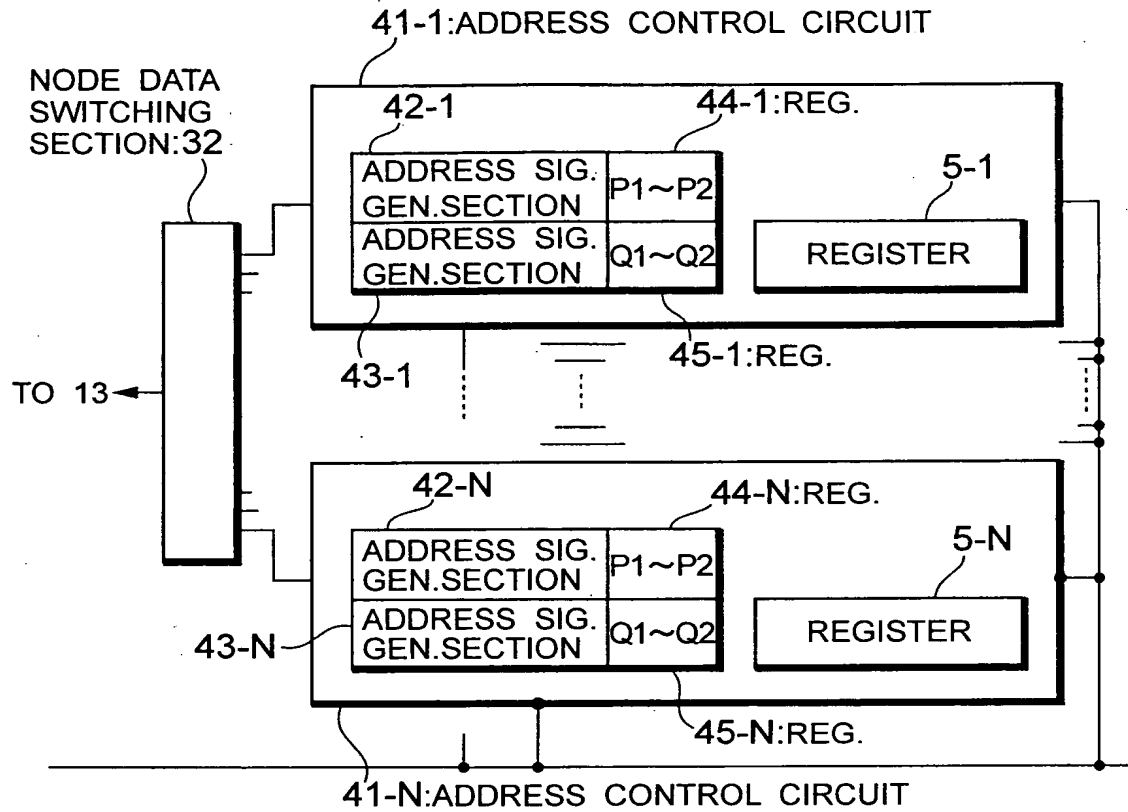 41-1:ADDRESS CONTROL CIRCUIT
NODE DATA
SWITCHING
SECTION:32
42-1
44-1:REG.
ADDRESS SIG.
GEN.SECTION
P1~P2
5-1
ADDRESS SIG.
GEN.SECTION
Q1~Q2
REGISTER
43-1
45-1:REG.
TO 13
42-N
44-N:REG.
ADDRESS SIG.
GEN.SECTION
P1~P2
5-N
ADDRESS SIG.
GEN.SECTION
Q1~Q2
REGISTER
43-N
45-N:REG.
41-N:ADDRESS CONTROL CIRCUIT